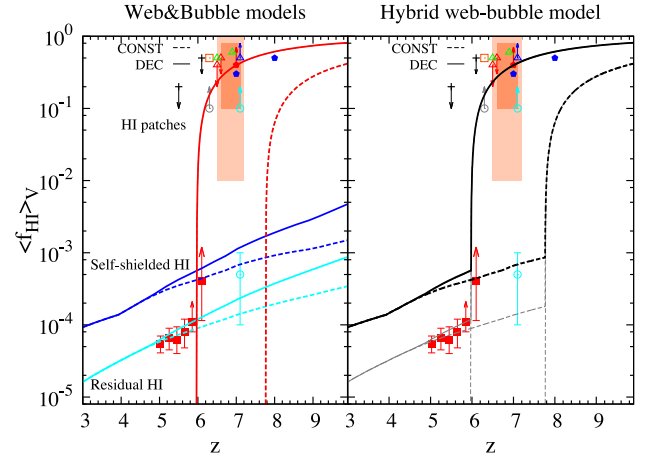 Web&Bubble models Hybrid web-bubble model
10^0
10^-1
10^-2
10^-3
10^-4
10^-5
<f_HI>_V
CONST
DEC
HI patches
Self-shielded HI
Residual HI
CONST
DEC
3 4 5 6 7 8 9 3 4 5 6 7 8 9
z z